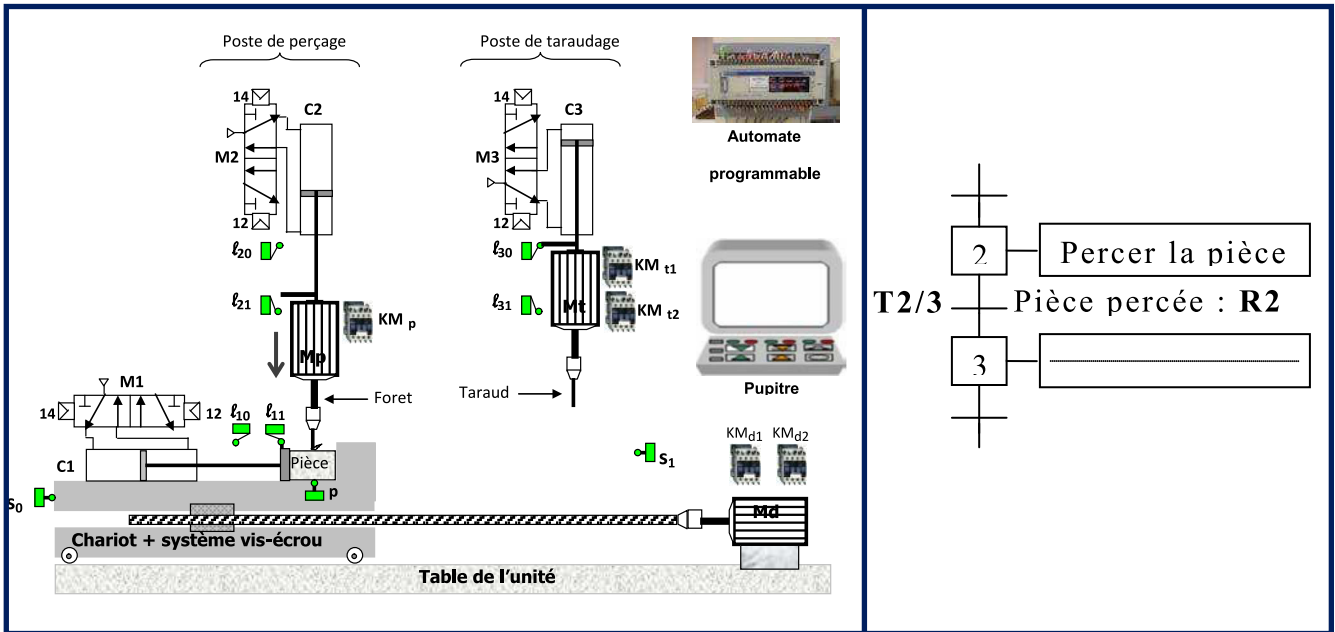 Poste de perçage
Poste de taraudage
14
C2
M2
12
ℓ20
ℓ21
KM p
Mp
Foret
14
C3
M3
12
ℓ30
ℓ31
KM t1
KM t2
Mt
Taraud
Automate
programmable
Pupitre
M1
14
12
ℓ10
ℓ11
C1
Pièce
p
S0
S1
KMd1
KMd2
Md
Chariot + système vis-écrou
Table de l'unité
2
Percer la pièce
T2/3
Pièce percée : R2
3